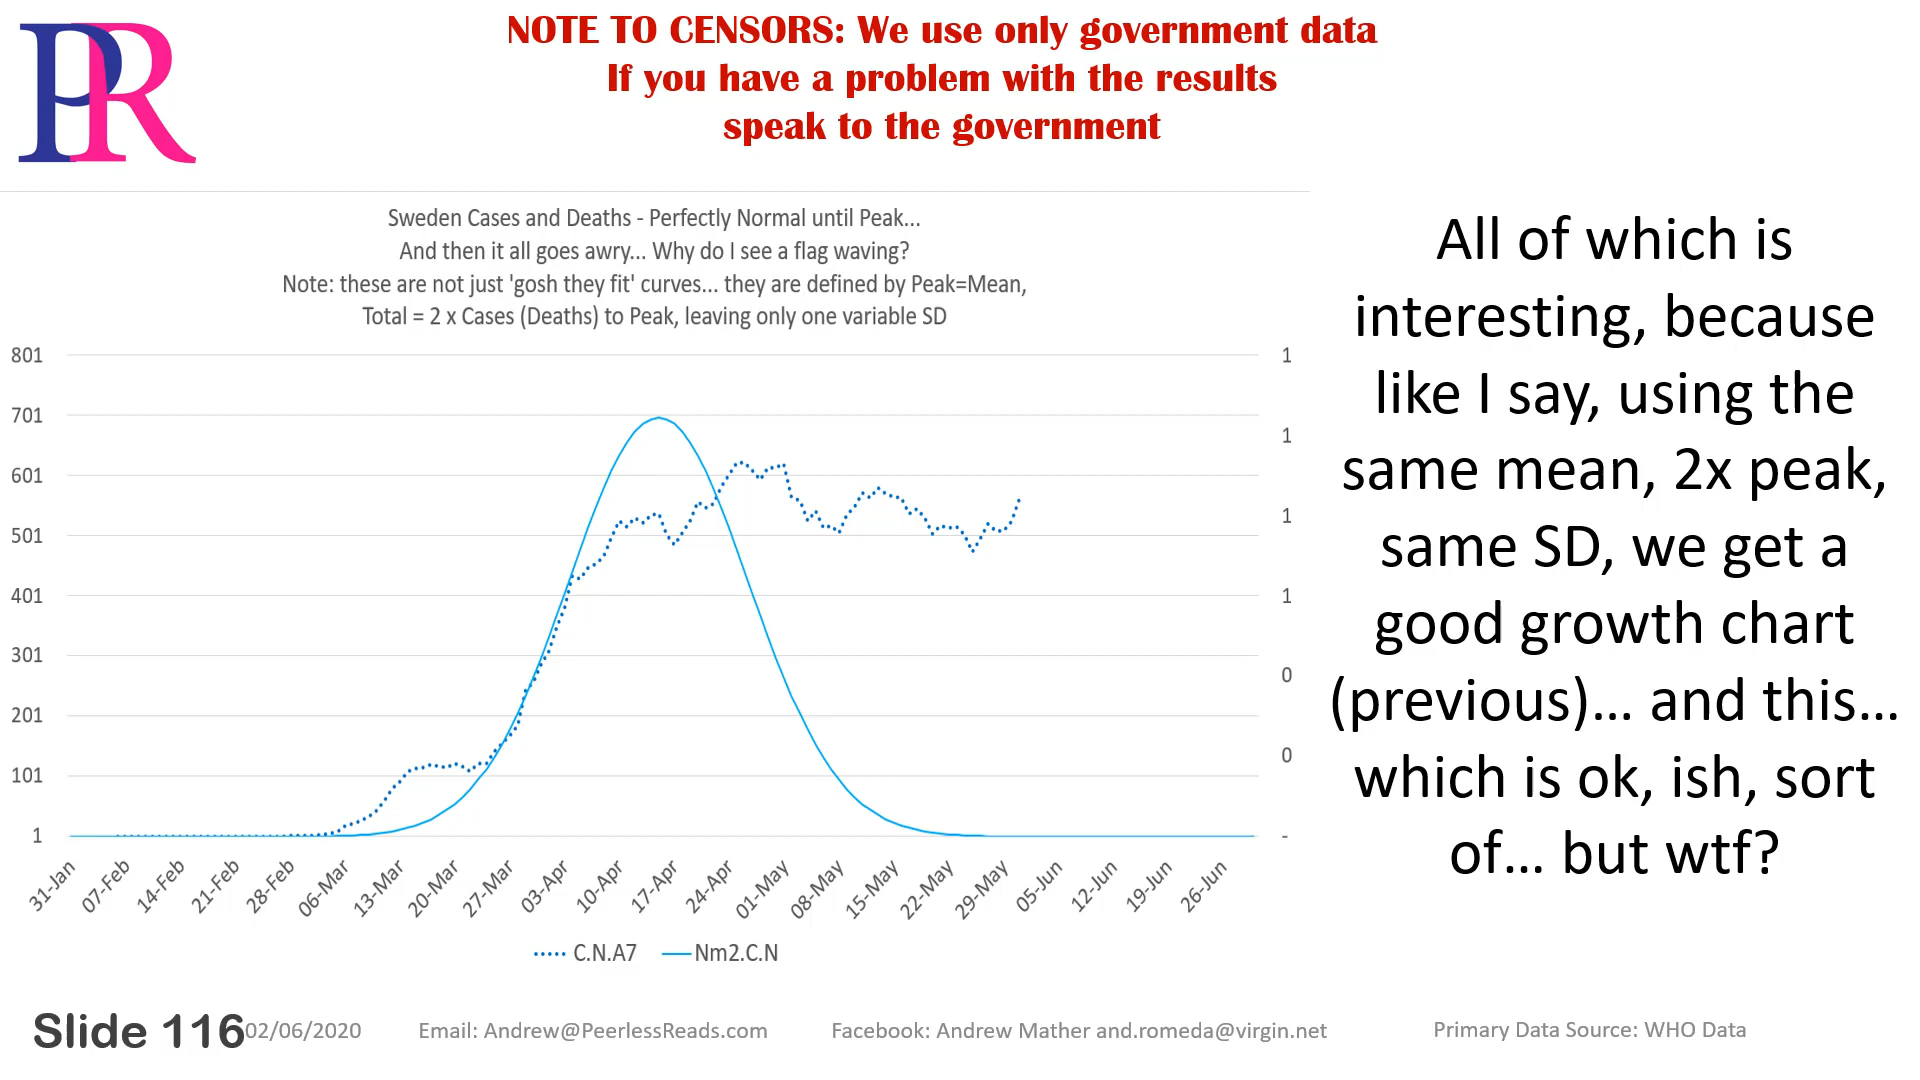 PR
NOTE TO CENSORS: We use only government data
If you have a problem with the results
speak to the government
Sweden Cases and Deaths - Perfectly Normal until Peak...
And then it all goes awry... Why do I see a flag waving?
Note: these are not just 'gosh they fit' curves... they are defined by Peak=Mean,
Total = 2 x Cases (Deaths) to Peak, leaving only one variable SD
801
701
601
501
401
301
201
101
1
1
1
1
1
0
0
-
31-Jan
07-Feb
14-Feb
21-Feb
28-Feb
06-Mar
13-Mar
20-Mar
27-Mar
03-Apr
10-Apr
17-Apr
24-Apr
01-May
08-May
15-May
22-May
29-May
05-Jun
12-Jun
19-Jun
26-Jun
C.N.A7
Nm2.C.N
All of which is
interesting, because
like I say, using the
same mean, 2x peak,
same SD, we get a
good growth chart
(previous)... and this...
which is ok, ish, sort
of... but wtf?
Slide 116
02/06/2020
Email: Andrew@PeerlessReads.com
Facebook: Andrew Mather and.romeda@virgin.net
Primary Data Source: WHO Data